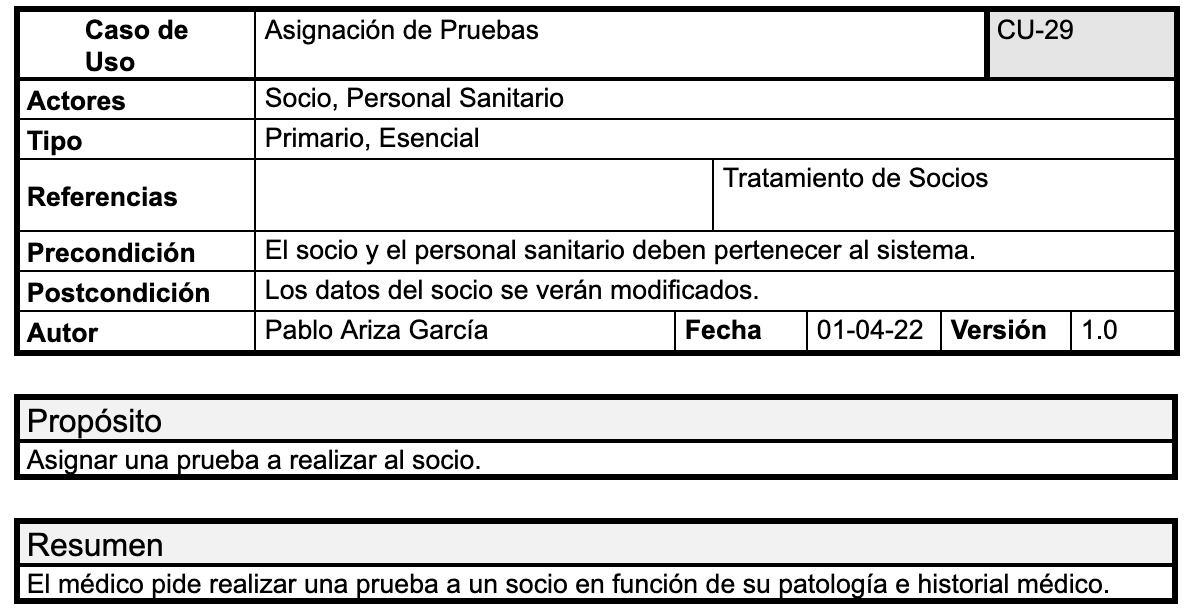 Caso de
Uso
Asignación de Pruebas
CU-29
Actores
Socio, Personal Sanitario
Tipo
Primario, Esencial
Referencias
Tratamiento de Socios
Precondición
El socio y el personal sanitario deben pertenecer al sistema.
Postcondición
Los datos del socio se verán modificados.
Autor
Pablo Ariza García
Fecha
01-04-22
Versión
1.0
Propósito
Asignar una prueba a realizar al socio.
Resumen
El médico pide realizar una prueba a un socio en función de su patología e historial médico.